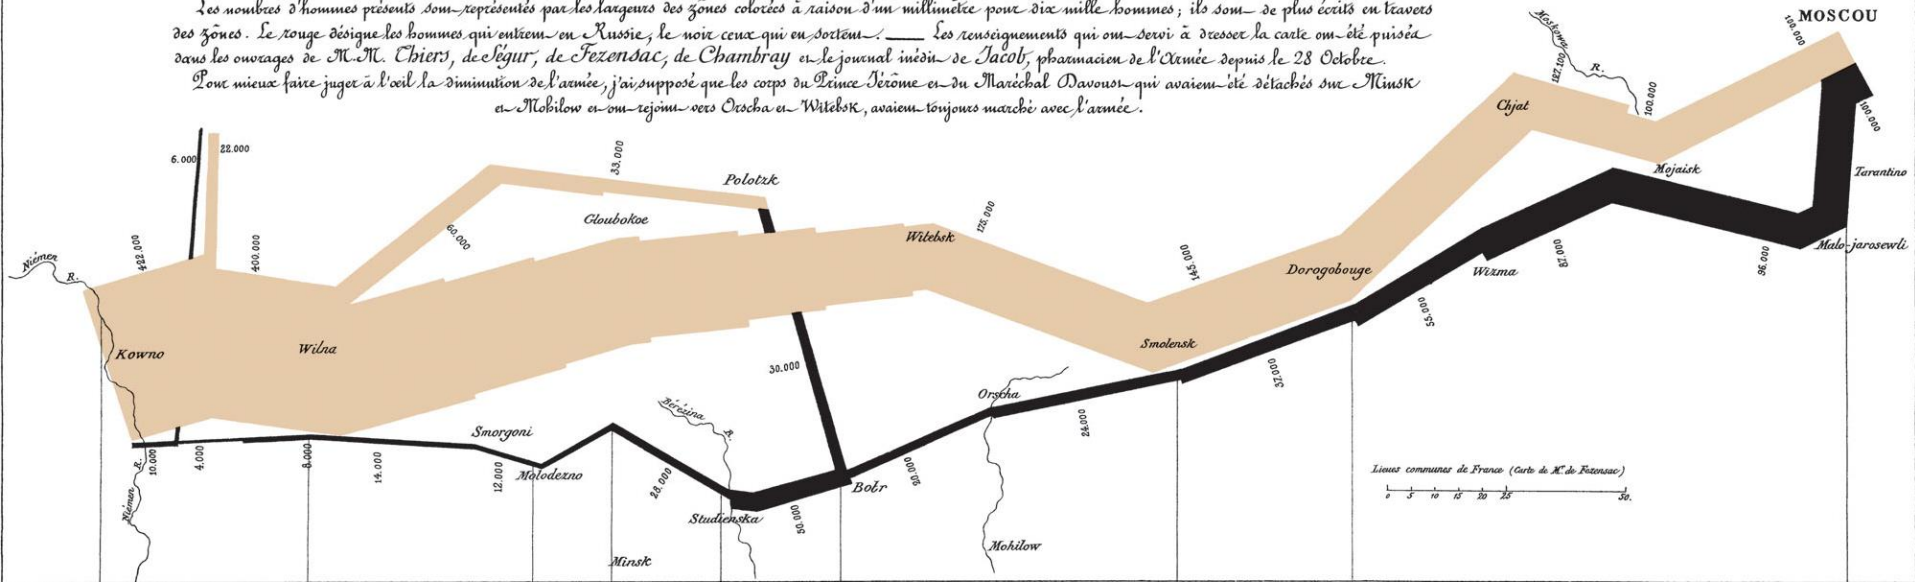 Les nombres d'hommes présents sont représentés par les largeurs des zônes colorées à raison d'un millimètre pour dix mille hommes; ils sont de plus écrits en travers
des zônes. Le rouge désigne les hommes qui entrent en Russie, le noir ceux qui en sortent. — Les renseignements qui ont servi à dresser la carte ont été puisés
dans les ouvrages de M.M. Thiers, de Ségur, de Fezensac, de Chambray et le journal inédit de Jacob, pharmacien de l'Armée depuis le 28 Octobre.
Pour mieux faire juger à l'œil la diminution de l'armée, j'ai supposé que les corps du Prince Jérôme et du Maréchal Davoust qui avaient été détachés sur Minsk
et Mohilow et ont rejoint vers Orscha et Witebsk, avaient toujours marché avec l'armée.
MOSCOU
100.000
Moskowa
R.
127.100
100.000
Chjat
100.000
Mojaisk
Tarantino
Malo-jarosewli
6.000
22.000
33.000
Polotzk
Gloubokoe
60.000
422.000
400.000
Niémen
R.
175.000
Witebsk
145.000
Dorogobouge
Wizma
82.000
96.000
55.000
Kowno
Wilna
Smolensk
37.000
30.000
Orscha
24.000
Bérézina
R.
Smorgoni
Molodezno
10.000
4.000
8.000
14.000
12.000
28.000
Studienska
50.000
Bobr
20.000
R.
Niémen
Minsk
Mohilow
Lieues communes de France (Carte de M. de Fezensac)
0 5 10 15 20 25 50.